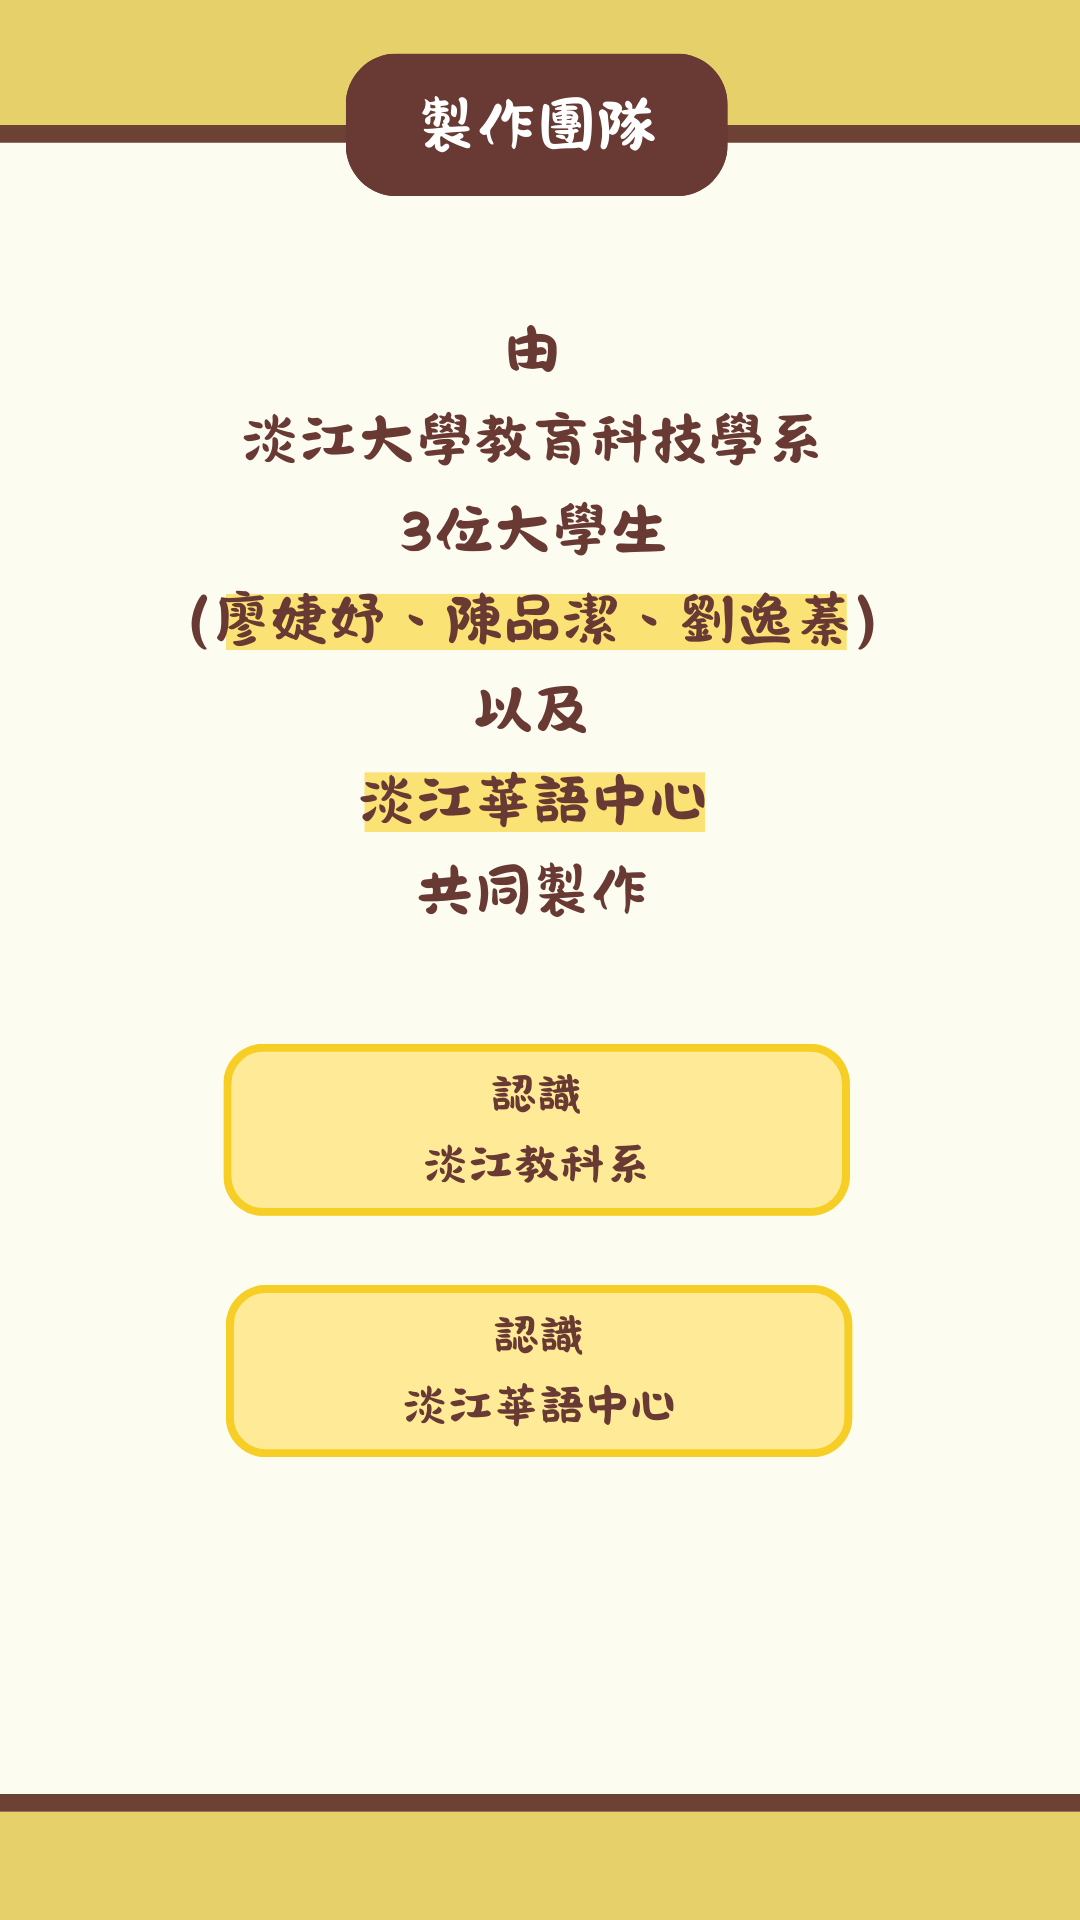 製作團隊
由
淡江大學教育科技學系
3位大學生
(廖婕妤、陳品潔、劉逸蓁)
以及
淡江華語中心
共同製作
認識
淡江教科系
認識
淡江華語中心